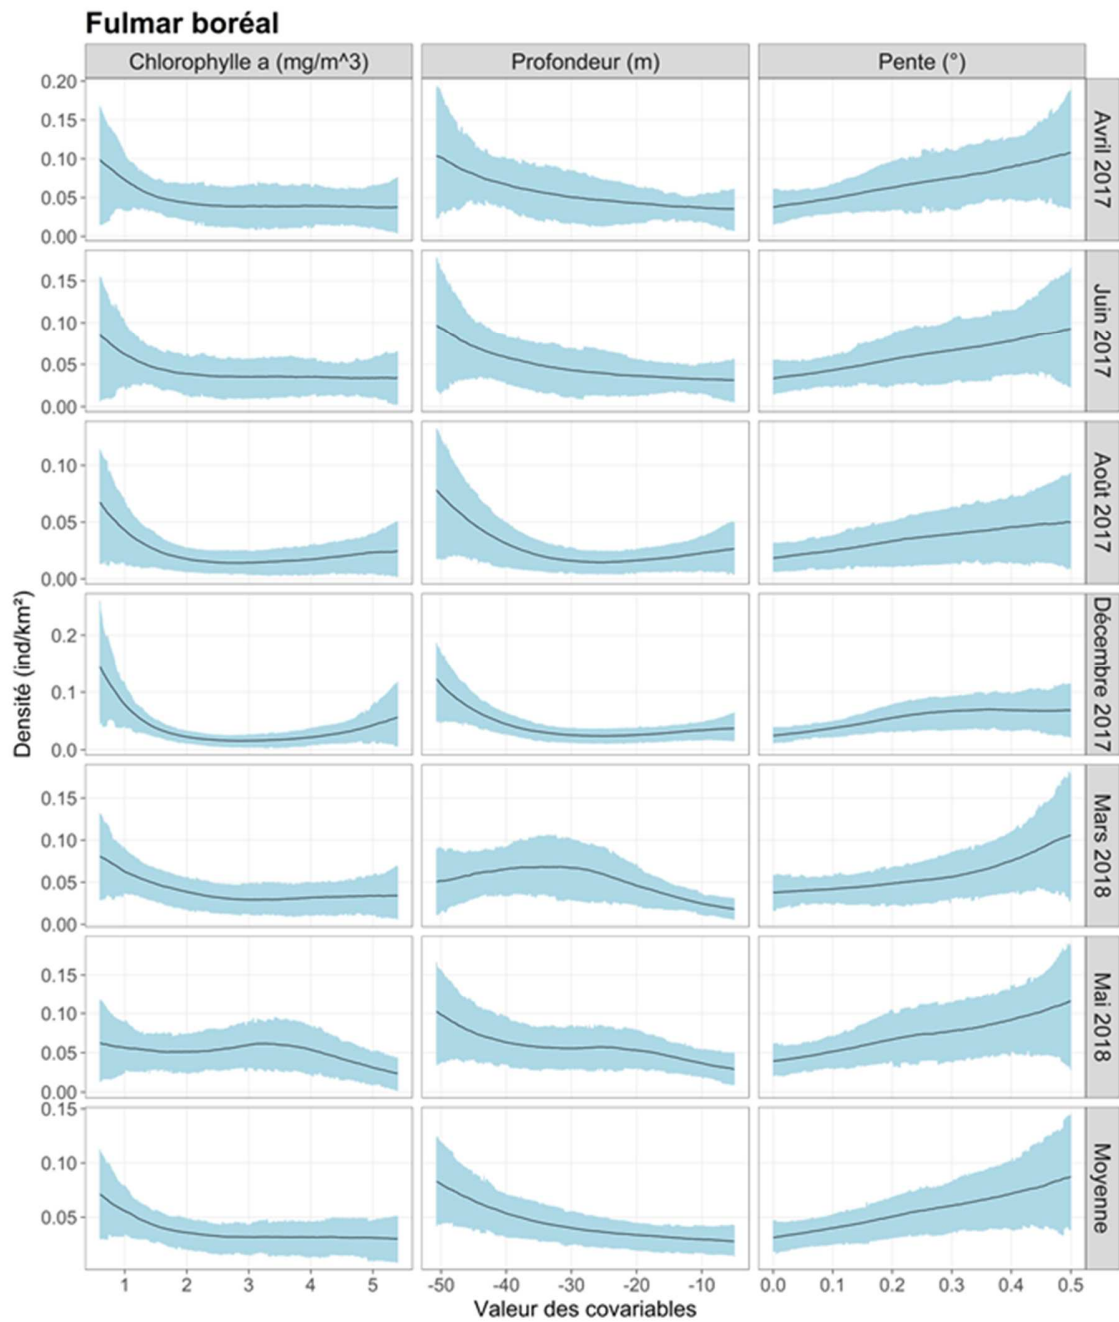 Fulmar boréal
Chlorophylle a (mg/m^3) Profondeur (m) Pente (°)
0.20
0.15
0.10
0.05
0.00
Avril 2017
0.15
0.10
0.05
0.00
Juin 2017
0.10
0.05
0.00
Août 2017
Densité (ind/km²)
0.2
0.1
0.0
Décembre 2017
0.15
0.10
0.05
0.00
Mars 2018
0.15
0.10
0.05
0.00
Mai 2018
0.15
0.10
0.05
Moyenne
1 2 3 4 5 -50 -40 -30 -20 -10 0.0 0.1 0.2 0.3 0.4 0.5
Valeur des covariables